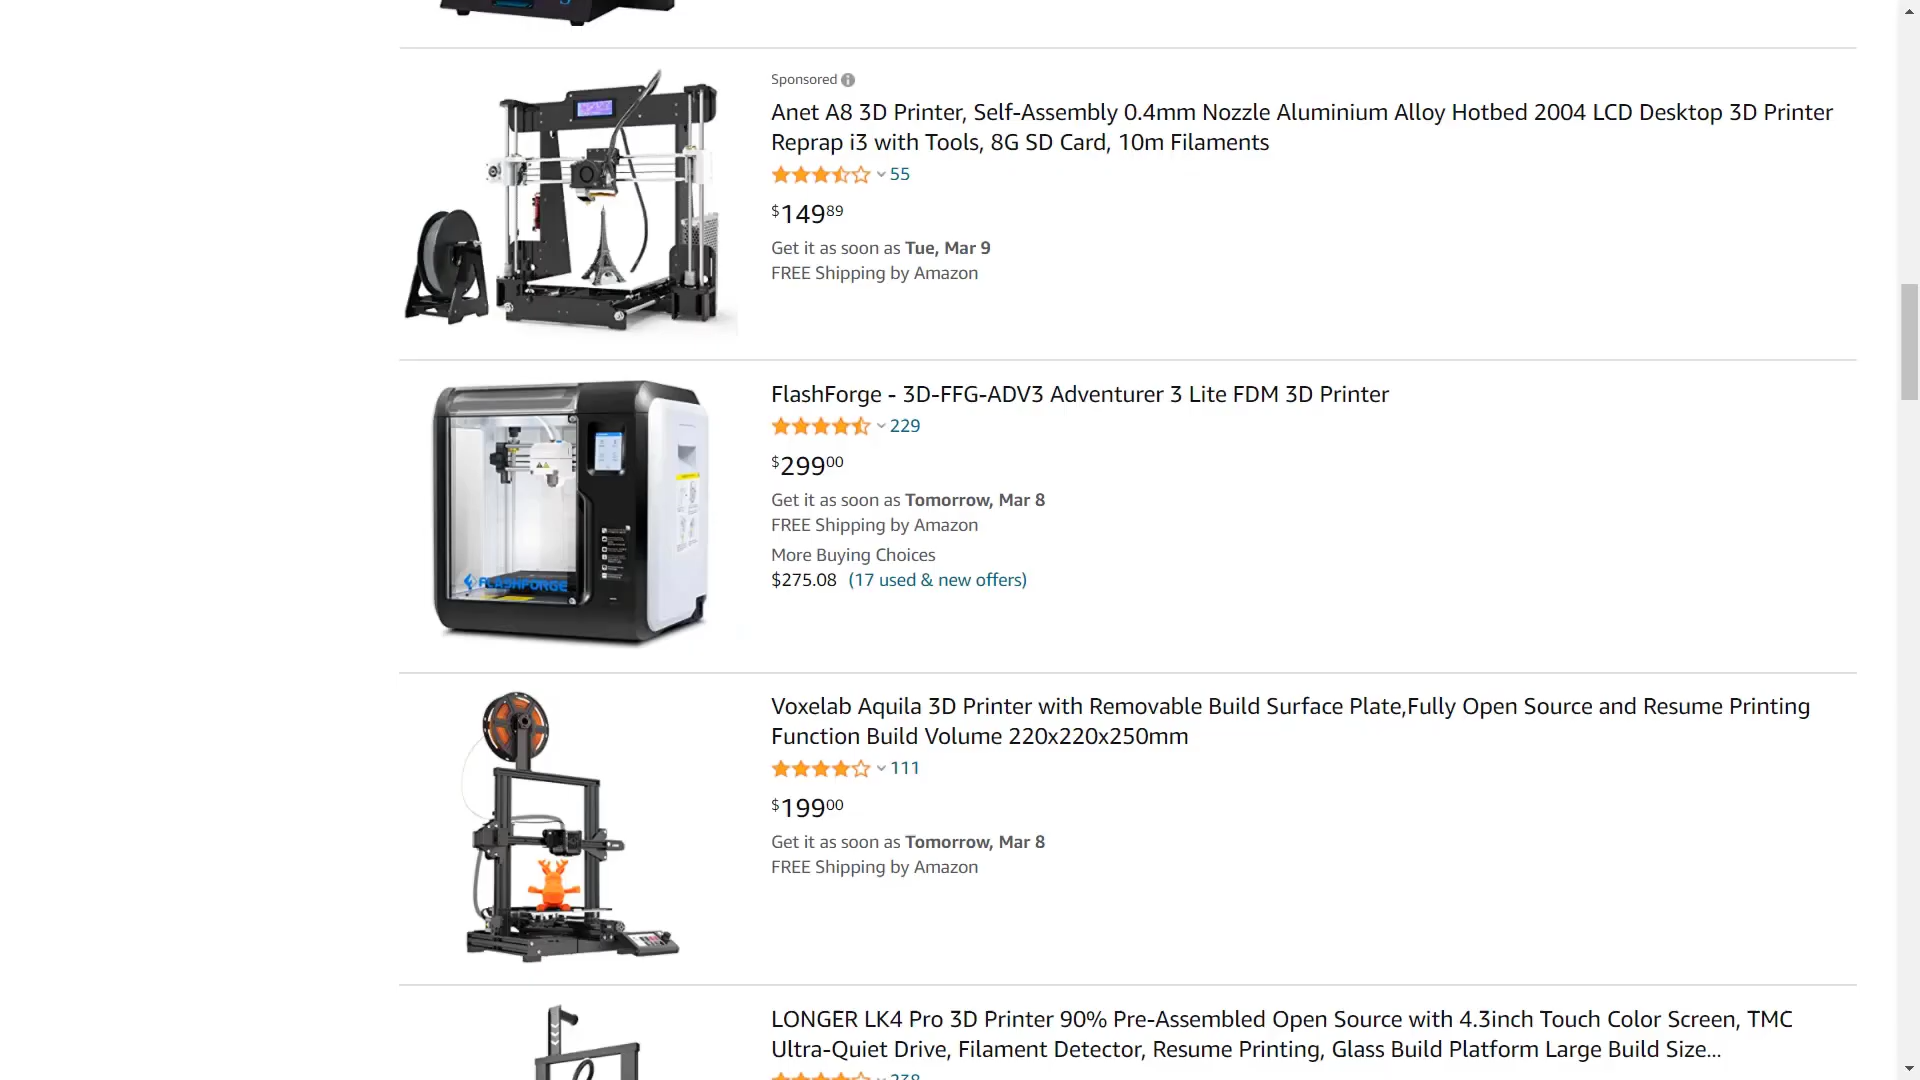 Sponsored
Anet A8 3D Printer, Self-Assembly 0.4mm Nozzle Aluminium Alloy Hotbed 2004 LCD Desktop 3D Printer
Reprap i3 with Tools, 8G SD Card, 10m Filaments
55
$149 89
Get it as soon as Tue, Mar 9
FREE Shipping by Amazon
FlashForge - 3D-FFG-ADV3 Adventurer 3 Lite FDM 3D Printer
229
$299 00
Get it as soon as Tomorrow, Mar 8
FREE Shipping by Amazon
More Buying Choices
$275.08 (17 used & new offers)
FLASHFORGE
Voxelab Aquila 3D Printer with Removable Build Surface Plate,Fully Open Source and Resume Printing
Function Build Volume 220x220x250mm
111
$199 00
Get it as soon as Tomorrow, Mar 8
FREE Shipping by Amazon
LONGER LK4 Pro 3D Printer 90% Pre-Assembled Open Source with 4.3inch Touch Color Screen, TMC
Ultra-Quiet Drive, Filament Detector, Resume Printing, Glass Build Platform Large Build Size...